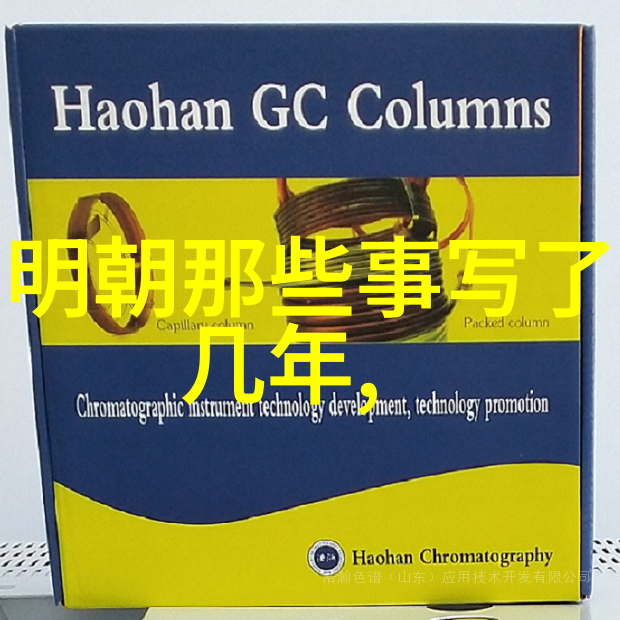 Haohan GC Columns
明朝那些事写了
几年,
Capillary column
Packed column
Chromatographic instrument technology development, technology promotion
Haohan Chromatography
浩瀚色谱（山东）应用技术开发有限公司